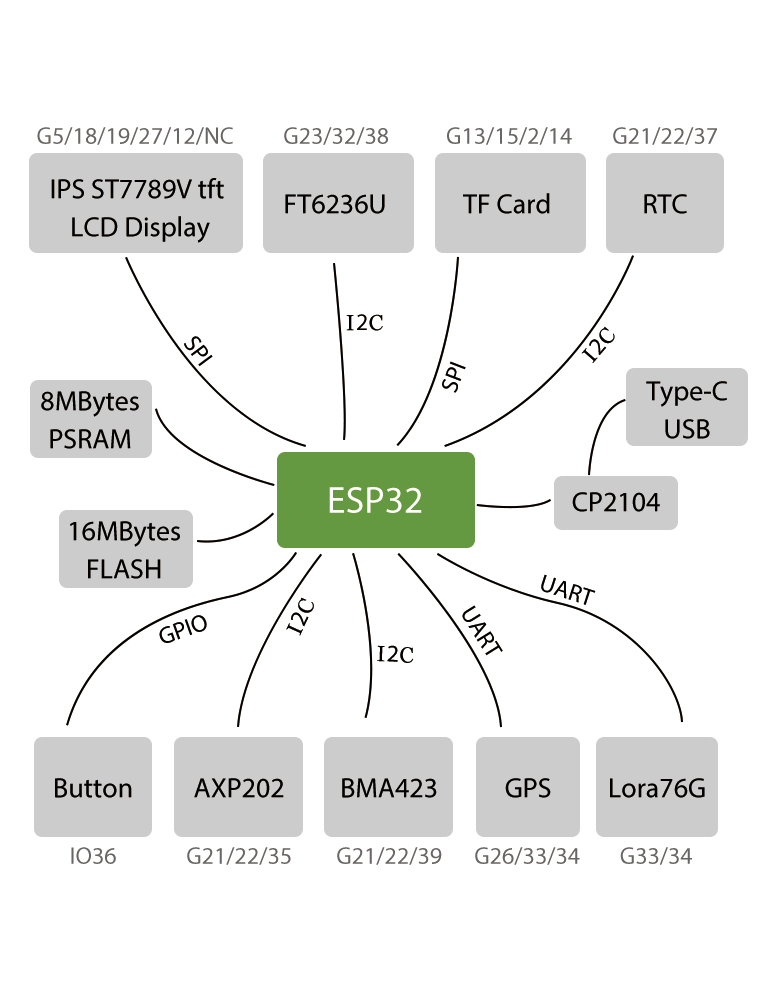 G5/18/19/27/12/NC
G23/32/38
G13/15/2/14
G21/22/37
IPS ST7789V tft
LCD Display
FT6236U
TF Card
RTC
SPI
I2C
SPI
I2C
8MBytes
PSRAM
Type-C
USB
ESP32
CP2104
16MBytes
FLASH
GPIO
I2C
I2C
UART
UART
Button
AXP202
BMA423
GPS
Lora76G
IO36
G21/22/35
G21/22/39
G26/33/34
G33/34